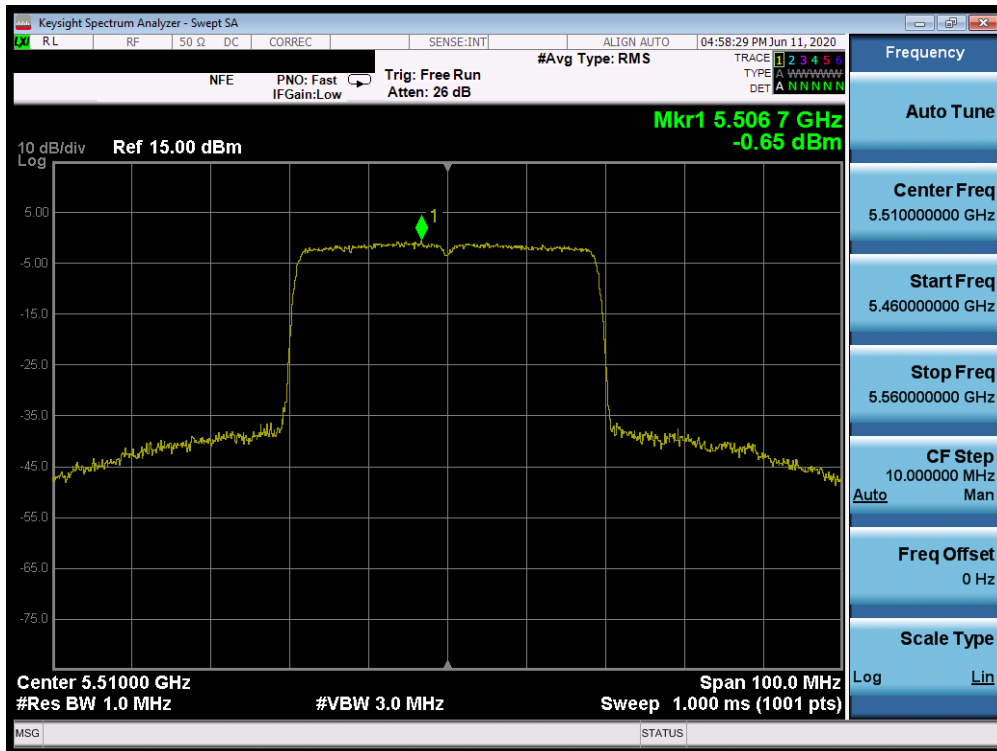 Keysight Spectrum Analyzer - Swept SA
LXI RL RF 50 Ω DC CORREC SENSE:INT ALIGN AUTO 04:58:29 PM Jun 11, 2020
#Avg Type: RMS TRACE 1 2 3 4 5 6
NFE PNO: Fast Trig: Free Run TYPE A WWWWW
IFGain:Low Atten: 26 dB DET A N N N N N
Mkr1 5.506 7 GHz
10 dB/div Ref 15.00 dBm -0.65 dBm
Log
1
5.00
-5.00
-15.0
-25.0
-35.0
-45.0
-55.0
-65.0
-75.0
Center 5.51000 GHz Span 100.0 MHz
#Res BW 1.0 MHz #VBW 3.0 MHz Sweep 1.000 ms (1001 pts)
MSG STATUS
Frequency
Auto Tune
Center Freq
5.510000000 GHz
Start Freq
5.460000000 GHz
Stop Freq
5.560000000 GHz
CF Step
10.000000 MHz
Auto Man
Freq Offset
0 Hz
Scale Type
Log Lin